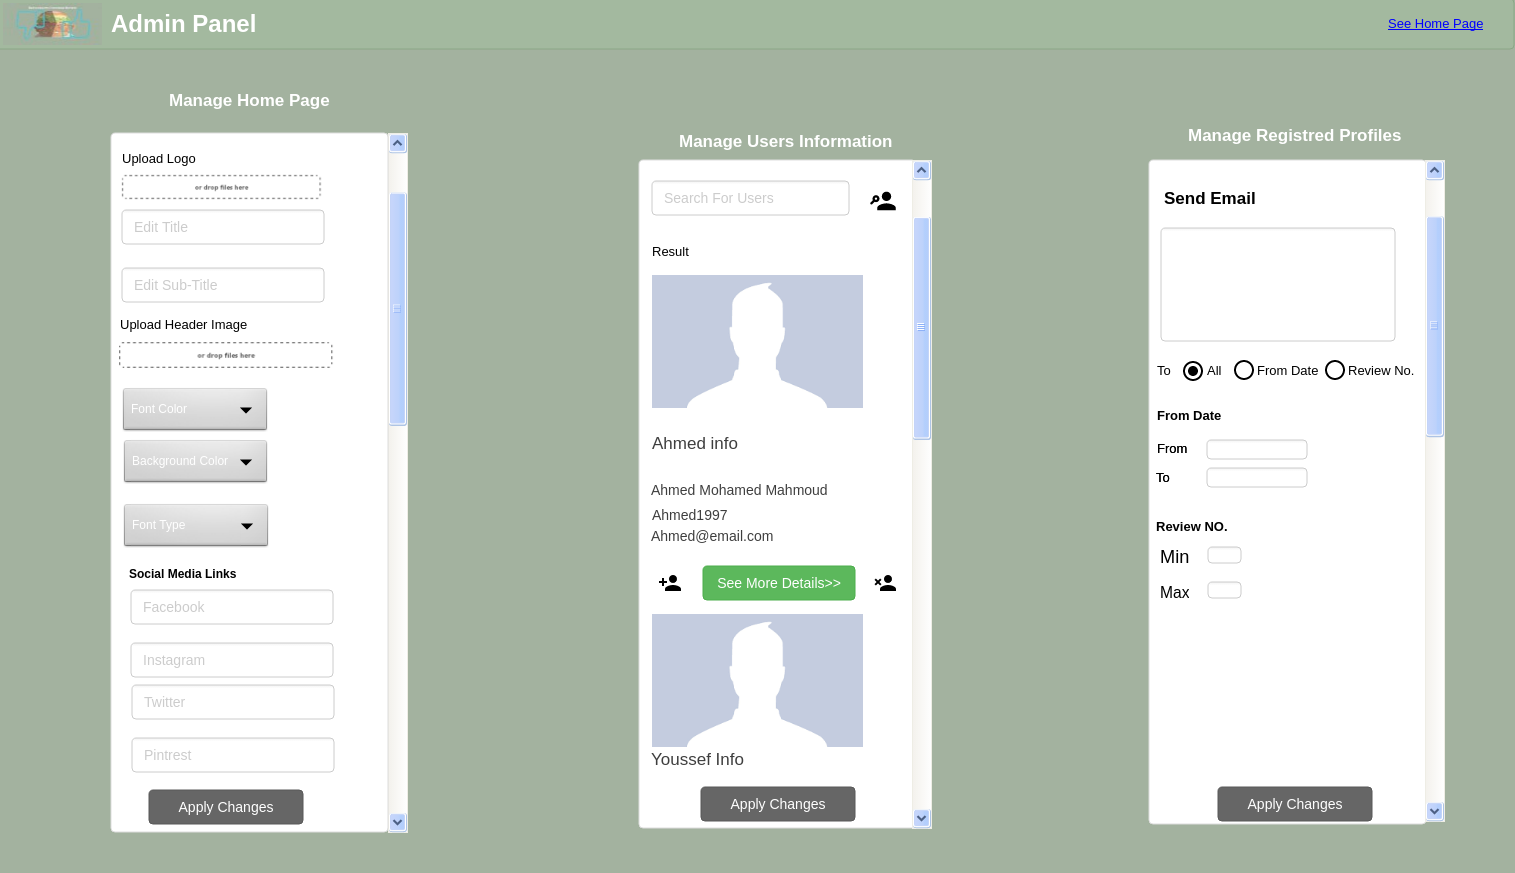 Admin Panel
See Home Page
Manage Home Page
Upload Logo
or drop files here
Edit Title
Edit Sub-Title
Upload Header Image
or drop files here
Font Color
Background Color
Font Type
Social Media Links
Facebook
Instagram
Twitter
Pintrest
Apply Changes
Manage Users Information
Search For Users
Result
Ahmed info
Ahmed Mohamed Mahmoud
Ahmed1997
Ahmed@email.com
See More Details>>
Youssef Info
Apply Changes
Manage Registred Profiles
Send Email
To All From Date Review No.
From Date
From
To
Review NO.
Min
Max
Apply Changes